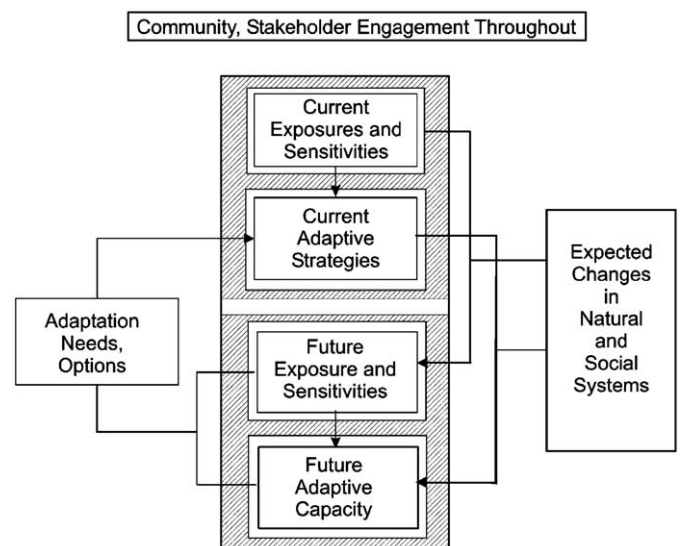 Community, Stakeholder Engagement Throughout
Current
Exposures and
Sensitivities
Current
Adaptive
Strategies
Adaptation
Needs,
Options
Future
Exposure and
Sensitivities
Future
Adaptive
Capacity
Expected
Changes
in
Natural
and
Social
Systems